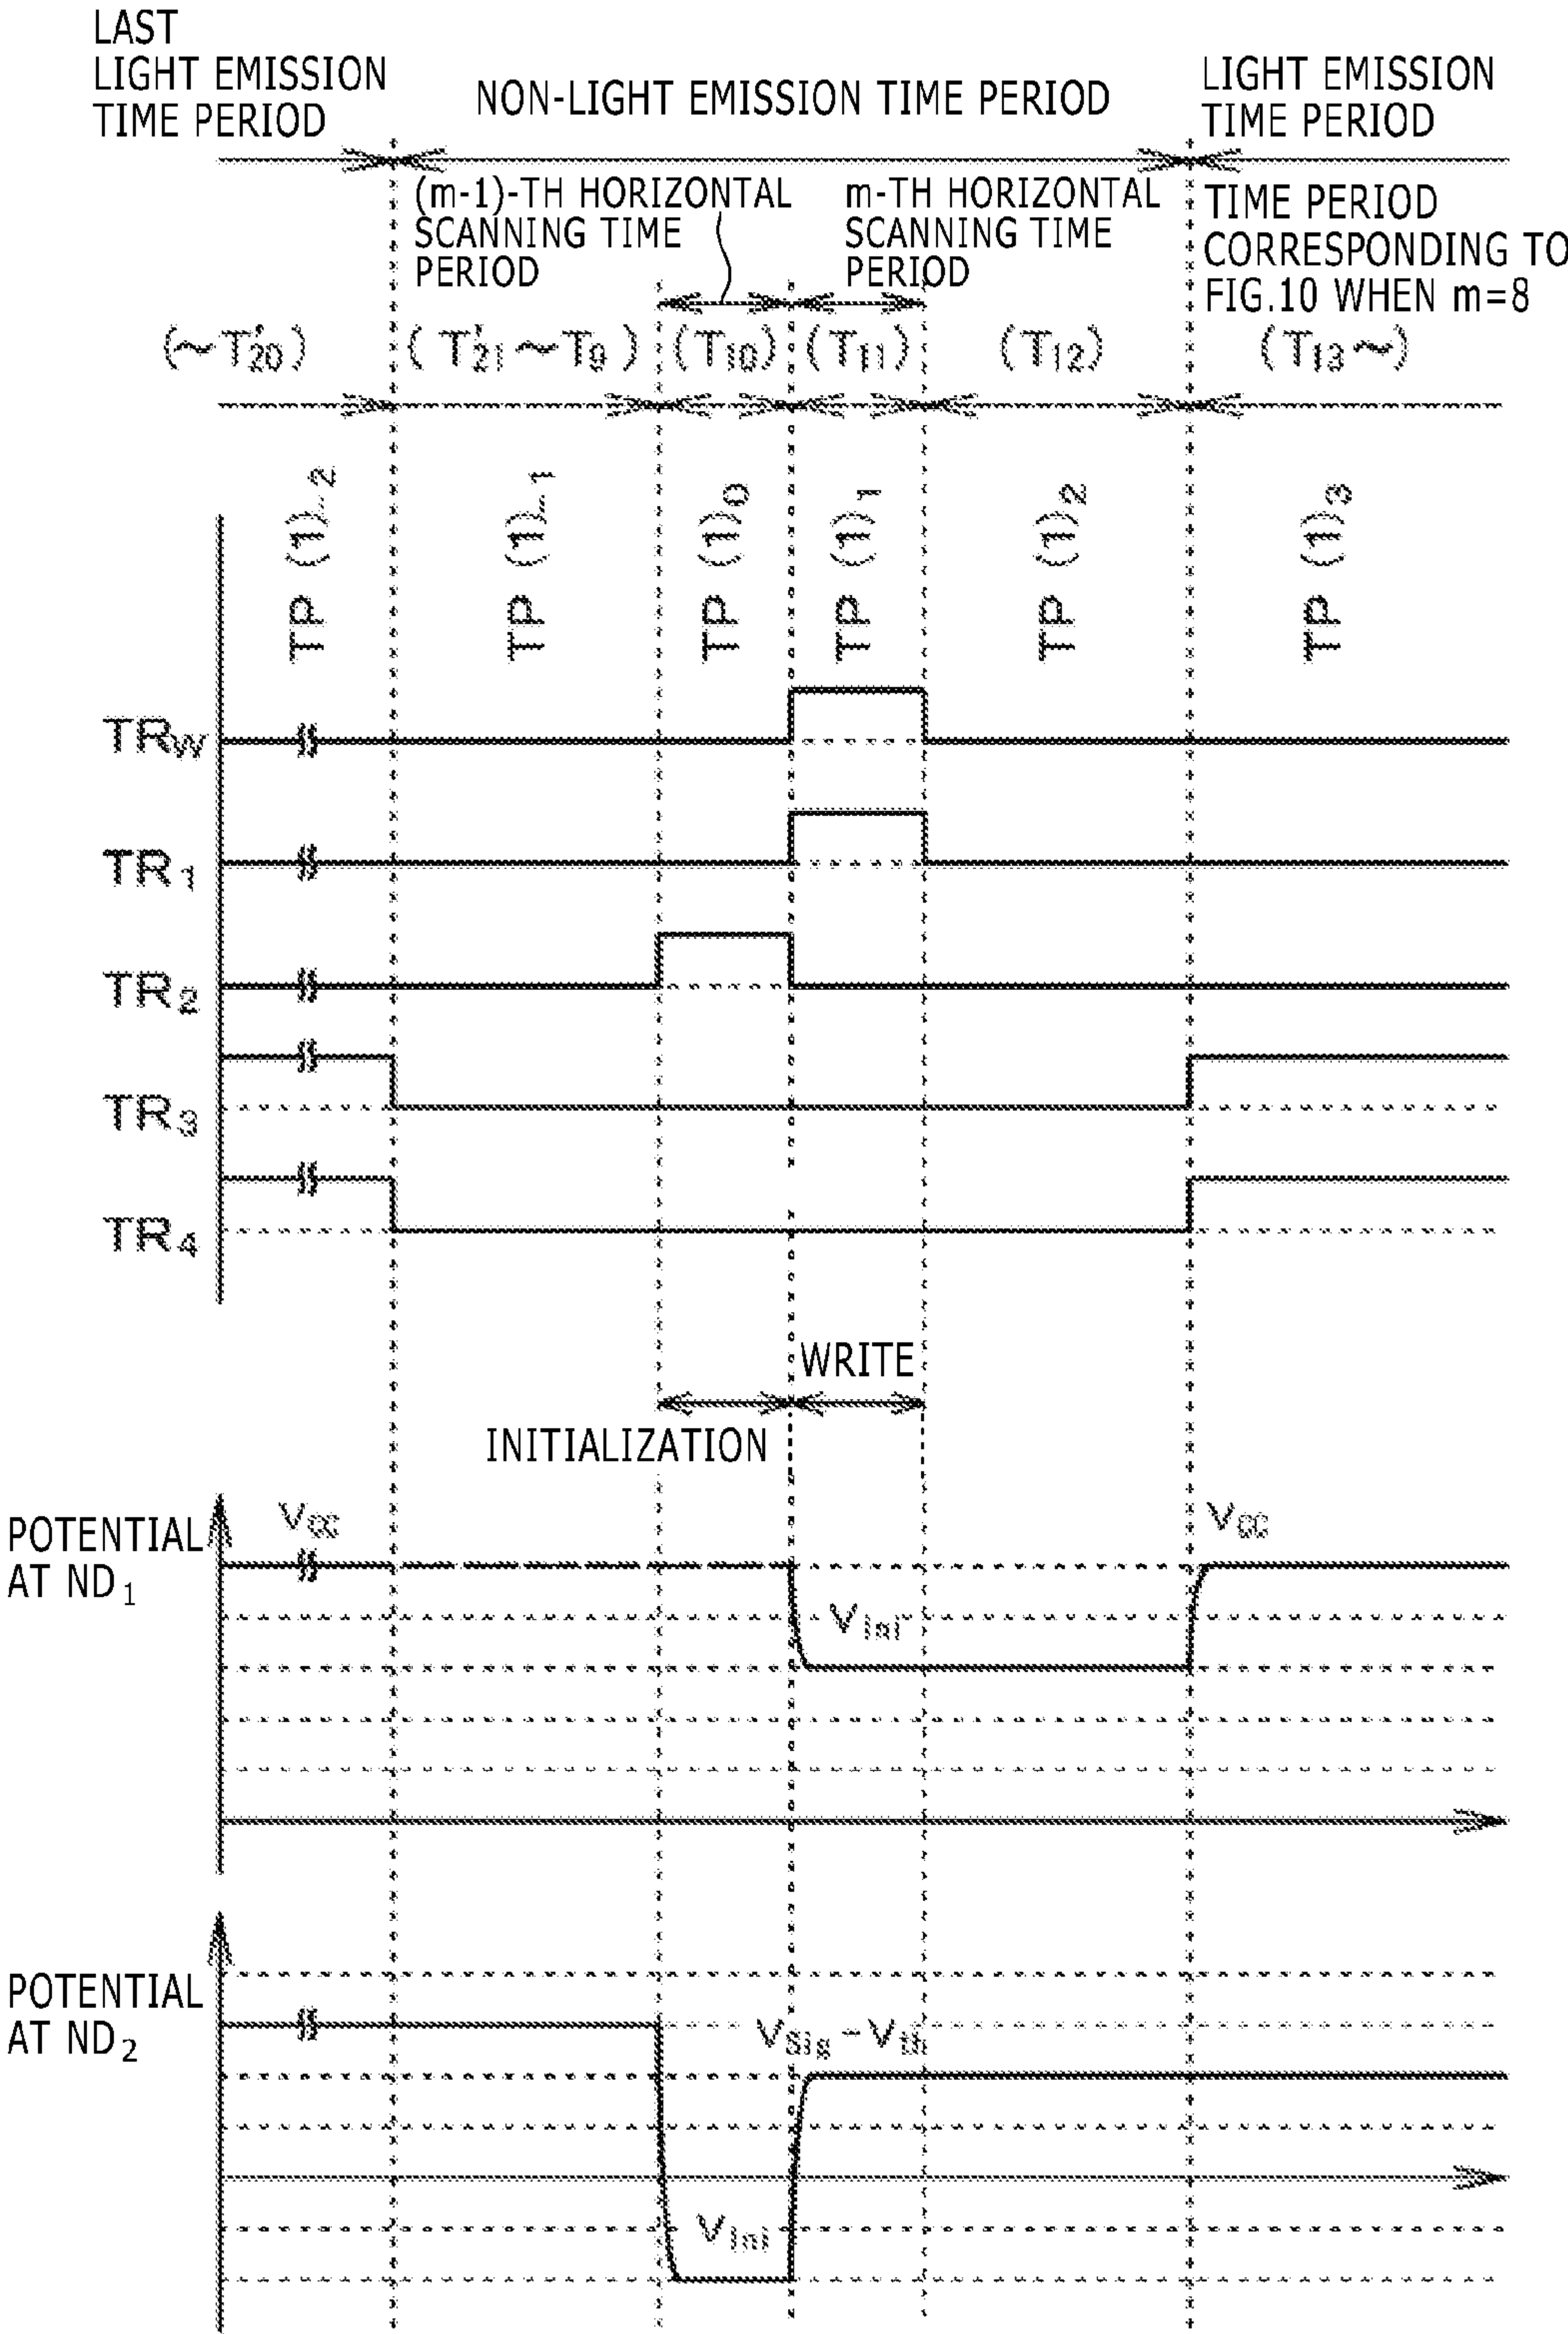 LAST
LIGHT EMISSION
TIME PERIOD
NON-LIGHT EMISSION TIME PERIOD
LIGHT EMISSION
TIME PERIOD
(m-1)-TH HORIZONTAL
SCANNING TIME
PERIOD
m-TH HORIZONTAL
SCANNING TIME
PERIOD
TIME PERIOD
CORRESPONDING TO
FIG.10 WHEN m=8
(~T'20)
(T'21~T9)
(T10)
(T11)
(T12)
(T13~)
TP (1)-2
TP (1)-1
TP (1)0
TP (1)1
TP (1)2
TP (1)3
TRW
TR1
TR2
TR3
TR4
WRITE
INITIALIZATION
POTENTIAL
AT ND1
VCC
VIni
VCC
POTENTIAL
AT ND2
VSig-Vth
VIni